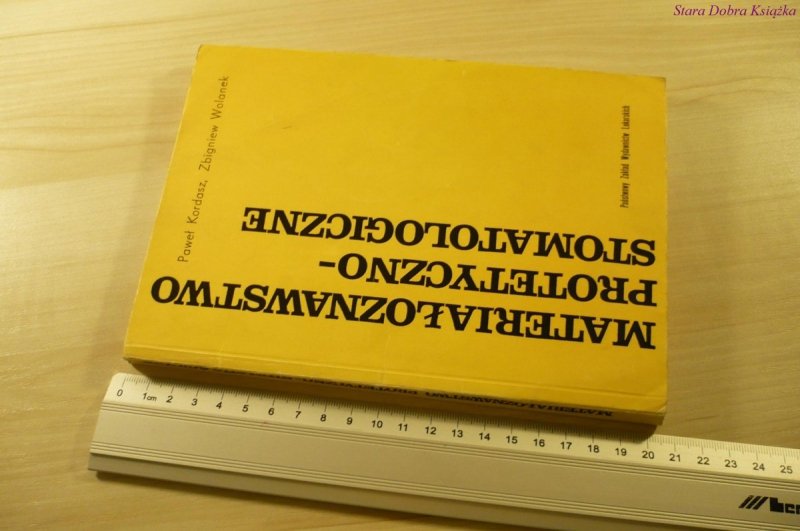 Stara Dobra Książka
Paweł Kordasz, Zbigniew Wolanek
MATERIAŁOZNAWSTWO
PROTETYCZNO-
STOMATOLOGICZNE
Państwowy Zakład Wydawnictw Lekarskich
MATERIAŁOZNAWSTWO PROTETYCZNO
0 1cm 2 3 4 5 6 7 8 9 10 11 12 13 14 15 16 17 18 19 20 21 22 23 24 25